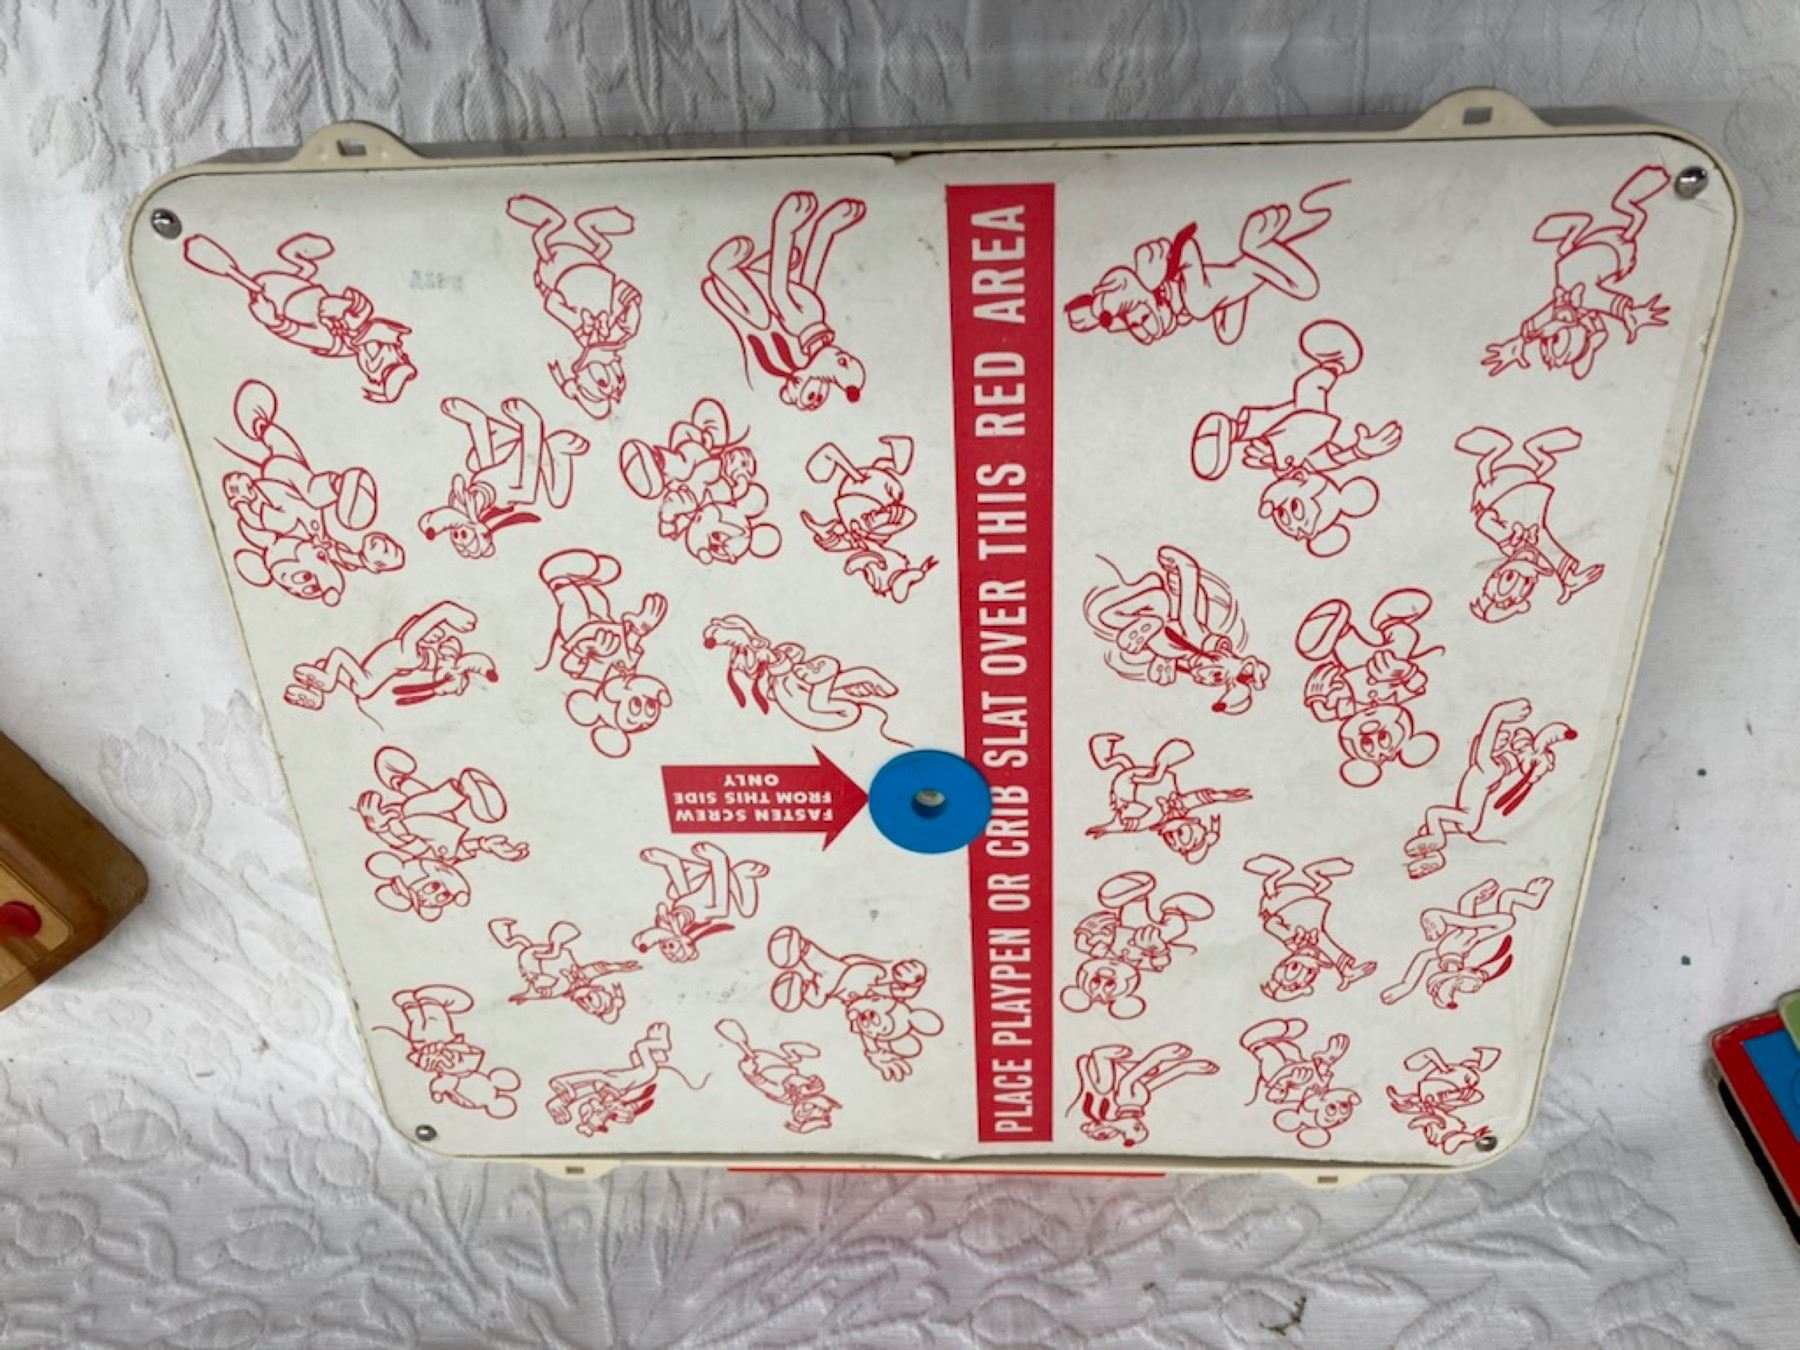 PLACE PLAYPEN OR CRIB SLAT OVER THIS RED AREA
FASTEN SCREW
FROM THIS SIDE
ONLY